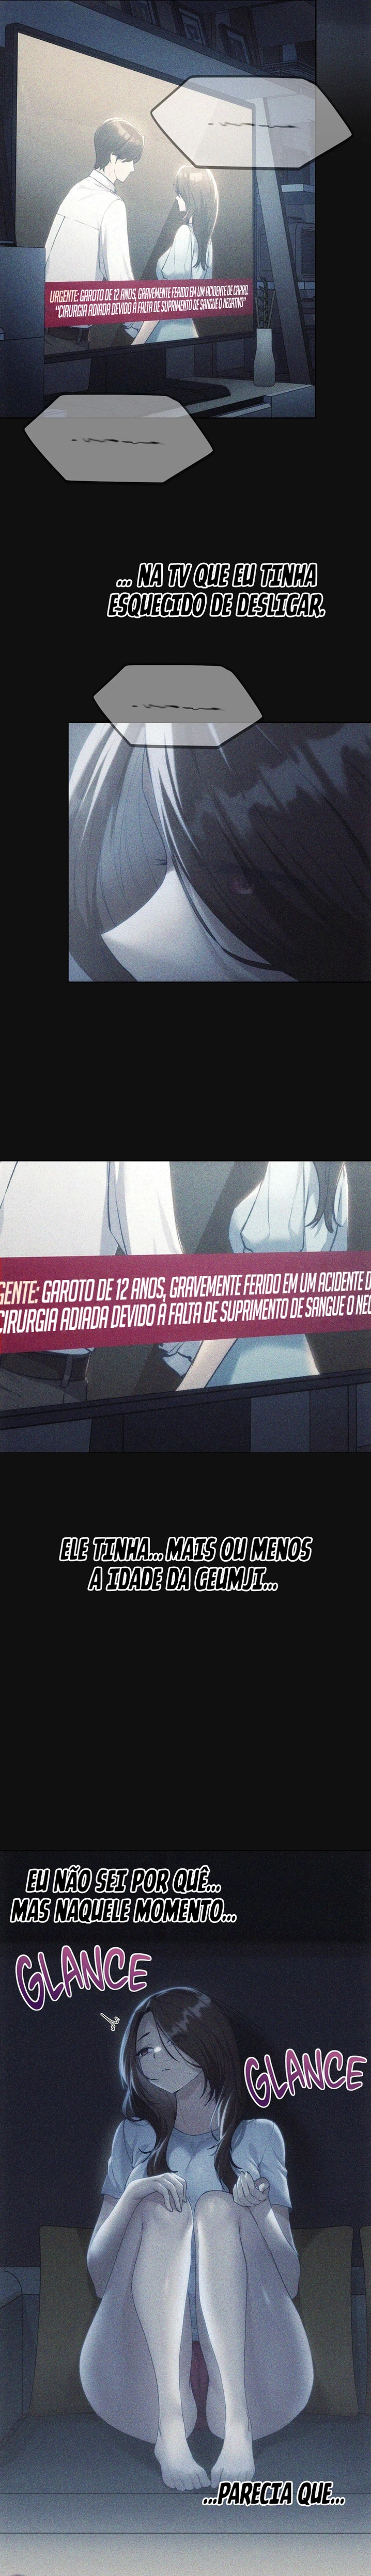 URGENTE: GAROTO DE 12 ANOS, GRAVEMENTE FERIDO EM UM ACIDENTE DE CARRO.
"CIRURGIA ADIADA DEVIDO À FALTA DE SUPRIMENTO DE SANGUE O NEGATIVO"
... NA TV QUE EU TINHA
ESQUECIDO DE DESLIGAR.
GENTE: GAROTO DE 12 ANOS, GRAVEMENTE FERIDO EM UM ACIDENTE D
CIRURGIA ADIADA DEVIDO À FALTA DE SUPRIMENTO DE SANGUE O NEG
ELE TINHA... MAIS OU MENOS
A IDADE DA GEUMJI...
EU NÃO SEI POR QUÊ...
MAS NAQUELE MOMENTO...
GLANCE
GLANCE
...PARECIA QUE...